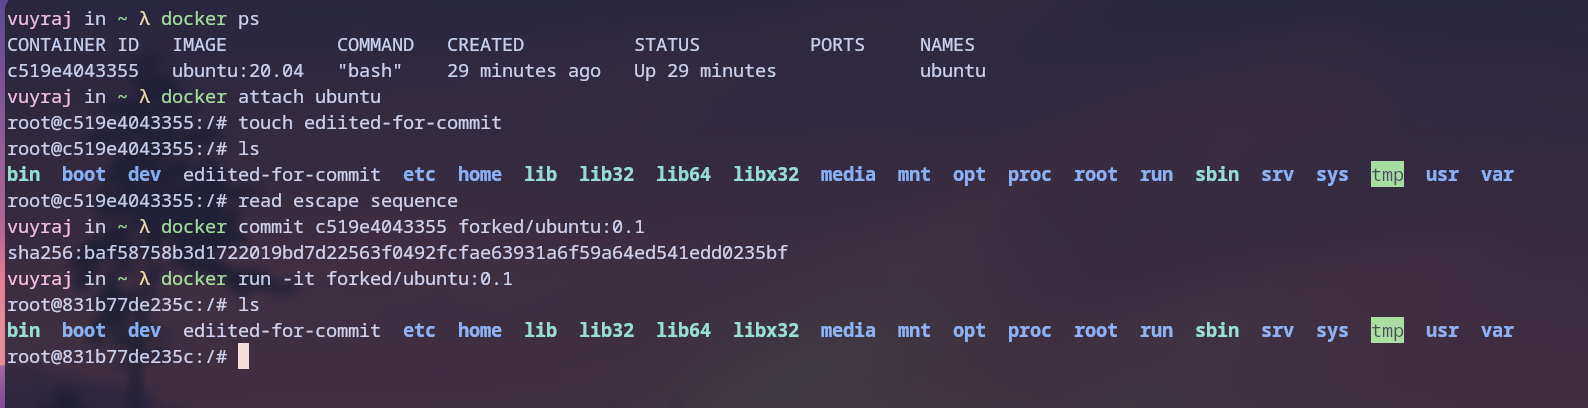 vuyraj in ~ λ docker ps
CONTAINER ID   IMAGE          COMMAND   CREATED          STATUS          PORTS     NAMES
c519e4043355   ubuntu:20.04   "bash"    29 minutes ago   Up 29 minutes             ubuntu
vuyraj in ~ λ docker attach ubuntu
root@c519e4043355:/# touch ediited-for-commit
root@c519e4043355:/# ls
bin  boot  dev  ediited-for-commit  etc  home  lib  lib32  lib64  libx32  media  mnt  opt  proc  root  run  sbin  srv  sys  tmp  usr  var
root@c519e4043355:/# read escape sequence
vuyraj in ~ λ docker commit c519e4043355 forked/ubuntu:0.1
sha256:baf58758b3d1722019bd7d22563f0492fcfae63931a6f59a64ed541edd0235bf
vuyraj in ~ λ docker run -it forked/ubuntu:0.1
root@831b77de235c:/# ls
bin  boot  dev  ediited-for-commit  etc  home  lib  lib32  lib64  libx32  media  mnt  opt  proc  root  run  sbin  srv  sys  tmp  usr  var
root@831b77de235c:/#